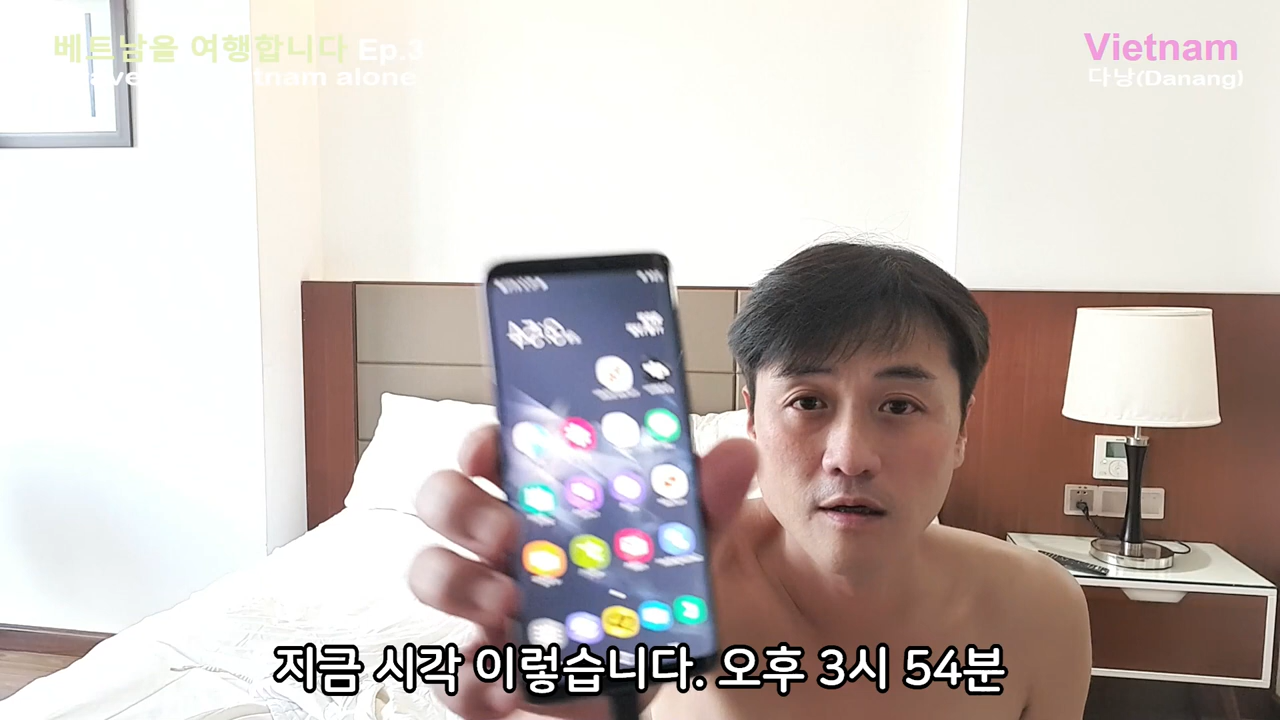 베트남을 여행합니다 Ep.3
alone
Vietnam
다낭(Danang)
지금 시각 이렇습니다. 오후 3시 54분